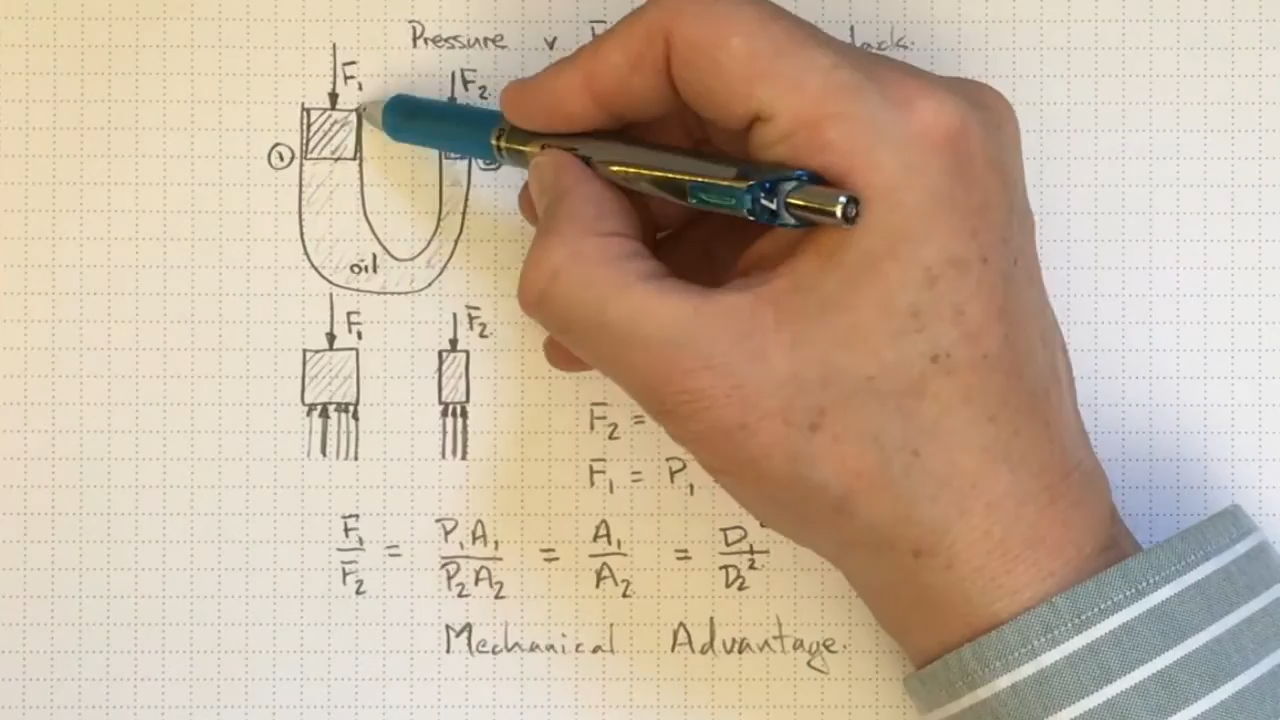 Pressure v
F₁ F₂
①
oil
F₁ F₂
F₂ =
F₁ = P₁
F₁/F₂ = P₁A₁/P₂A₂ = A₁/A₂ = D₁²/D₂²
Mechanical Advantage.